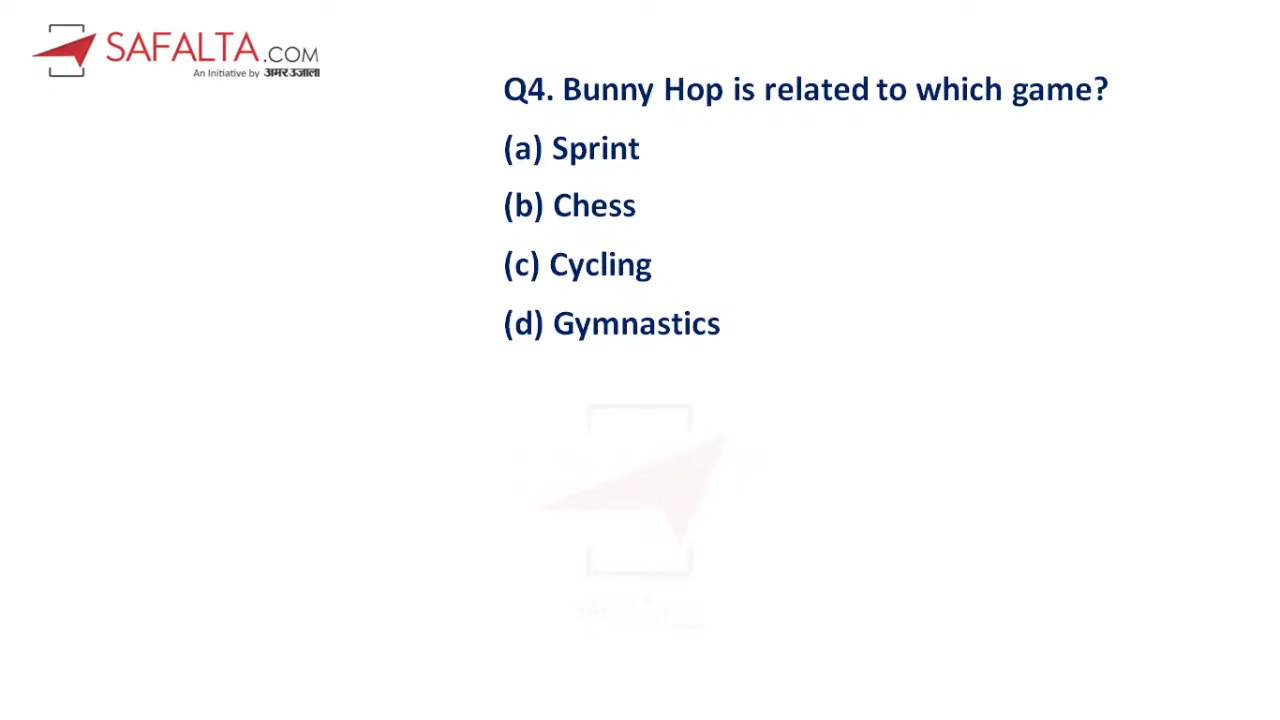 SAFALTA.COM
An Initiative by अमर उजाला
Q4. Bunny Hop is related to which game?
(a) Sprint
(b) Chess
(c) Cycling
(d) Gymnastics